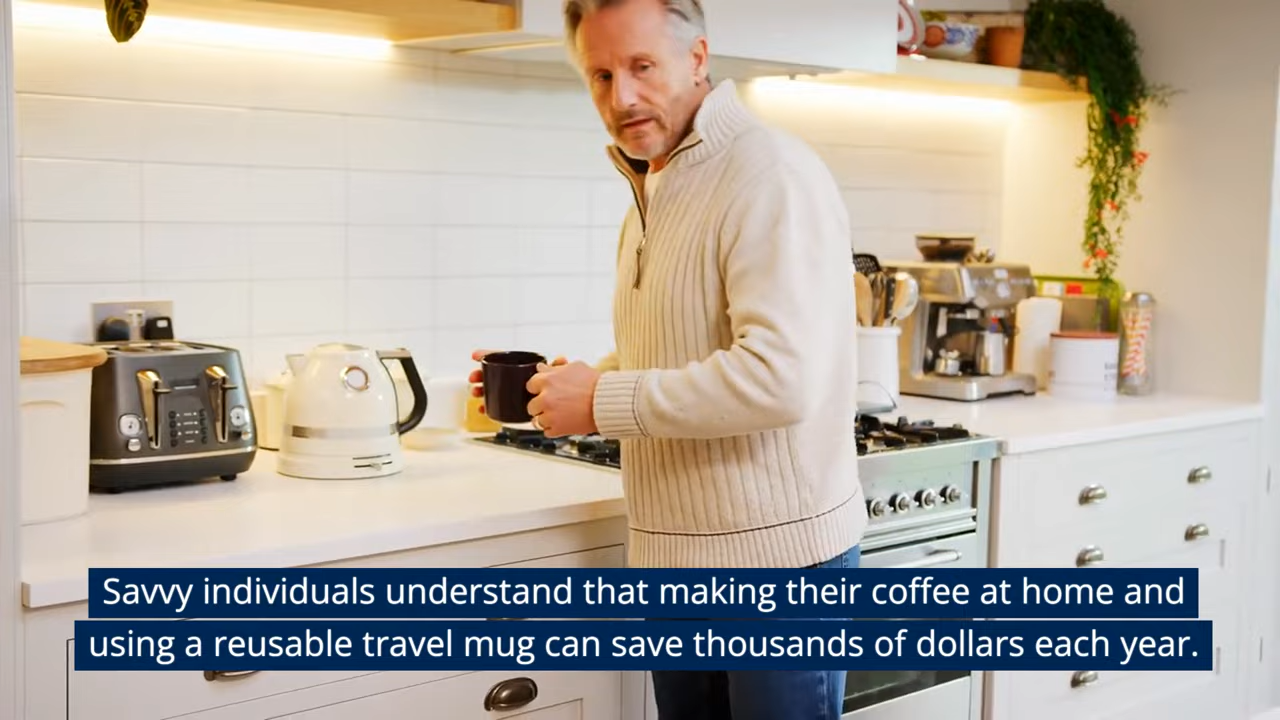 Savvy individuals understand that making their coffee at home and
using a reusable travel mug can save thousands of dollars each year.